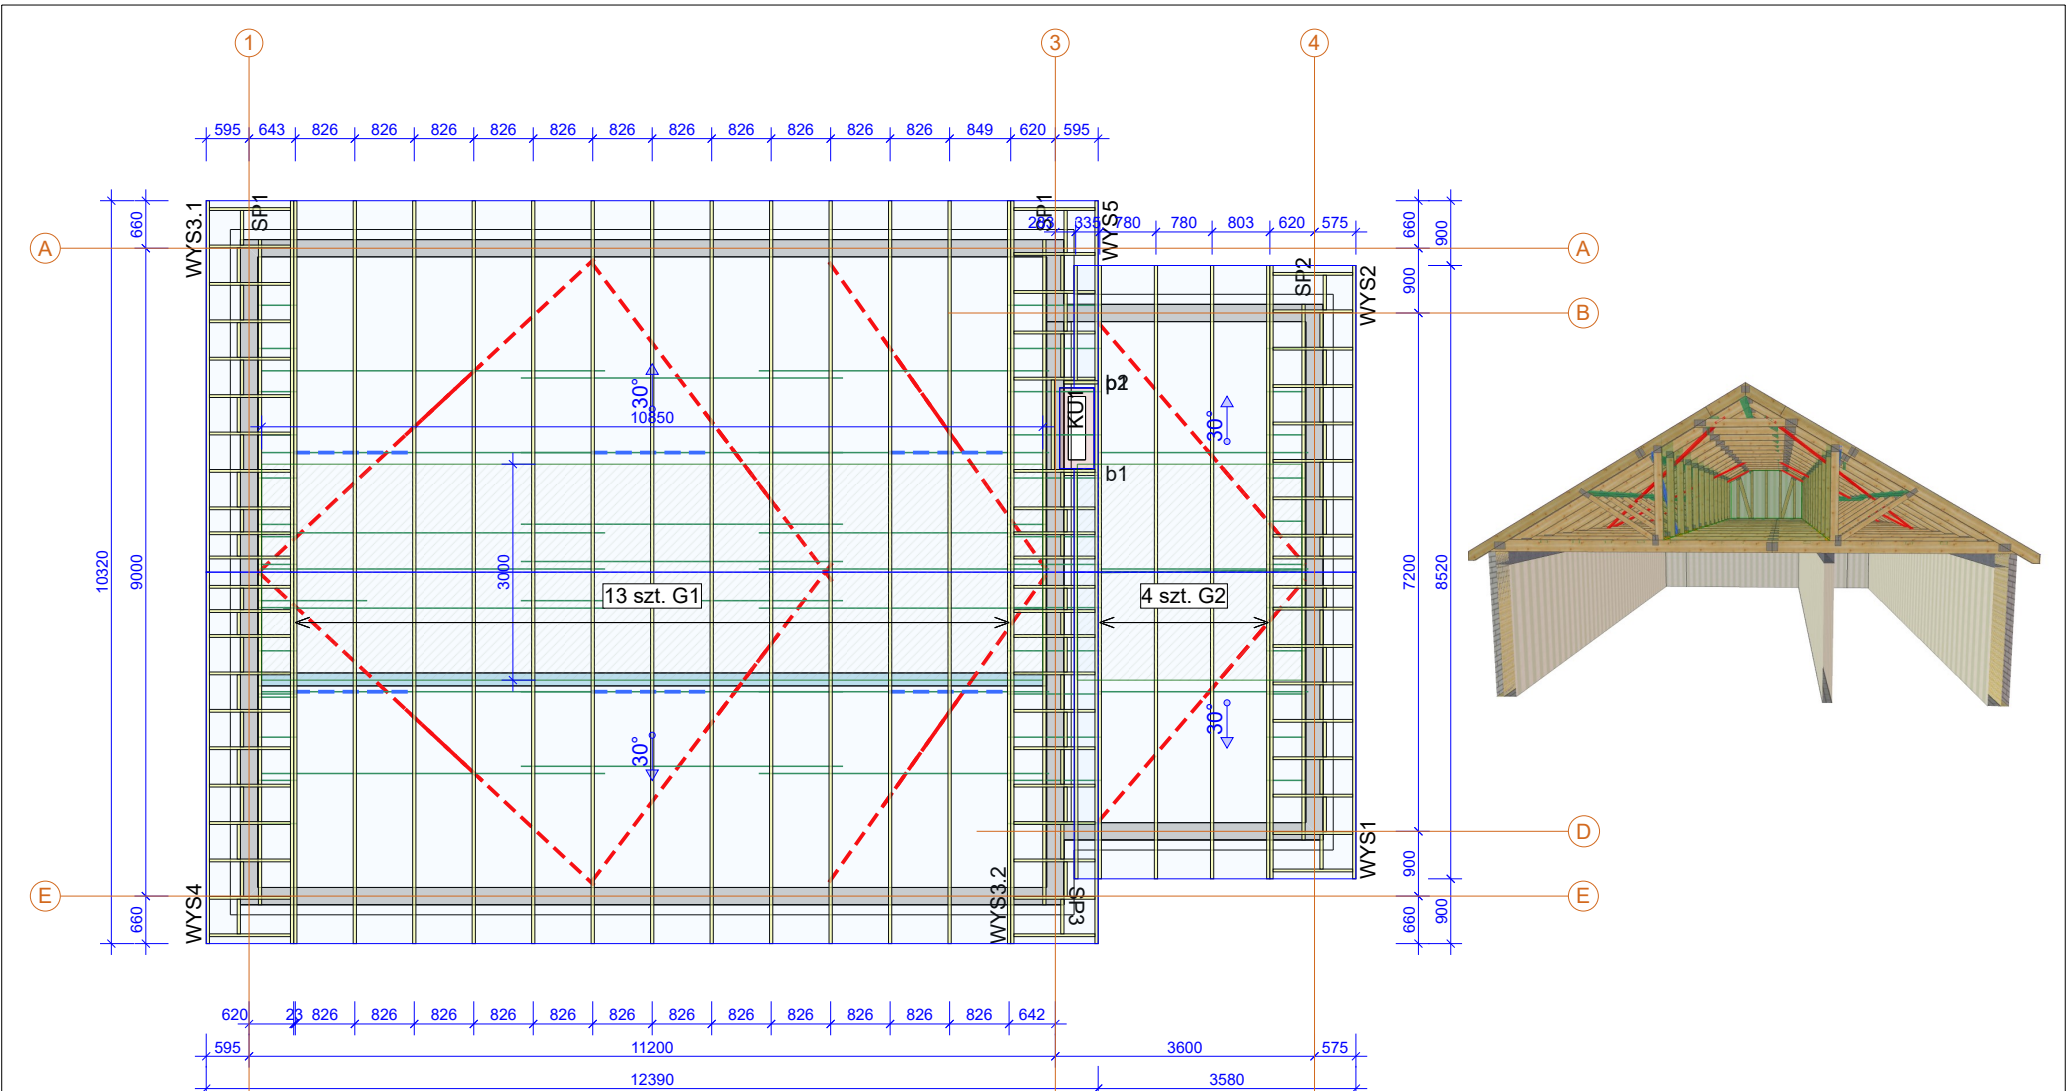 1 3 4
595 643 826 826 826 826 826 826 826 826 826 826 826 849 620 595
WYS3.1 SP1 SP1 WYS5
335 780 780 803 620 575
660 660 900
A A
SP2 WYS2
900
B B
30° 10850 30°
KU1
b1
10320 9000 3000
13 szt. G1 4 szt. G2
7200 8520
30° 30°
D
WYS1
WYS4 WYS3.2 SP3
900
E E
660 660 900
620 23 826 826 826 826 826 826 826 826 826 826 826 642
595 11200 3600 575
12390 3580